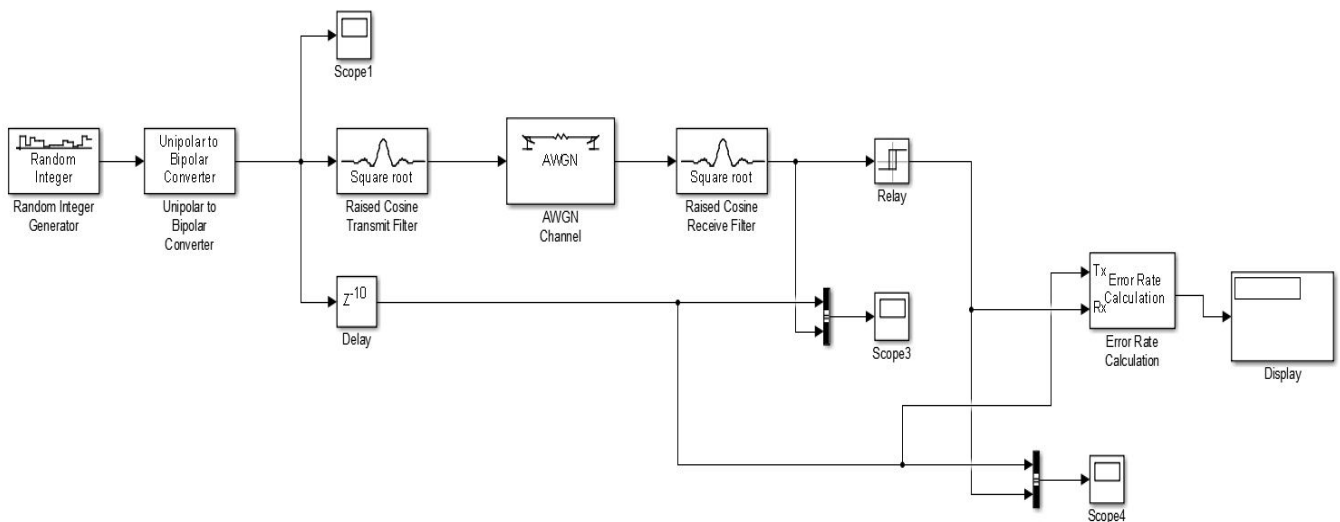 Scope1
Random
Integer
Random Integer
Generator
Unipolar to
Bipolar
Converter
Unipolar to
Bipolar
Converter
Square root
Raised Cosine
Transmit Filter
AWGN
AWGN
Channel
Square root
Raised Cosine
Receive Filter
Relay
Z-10
Delay
Scope3
Tx
Rx
Error Rate
Calculation
Error Rate
Calculation
Display
Scope4